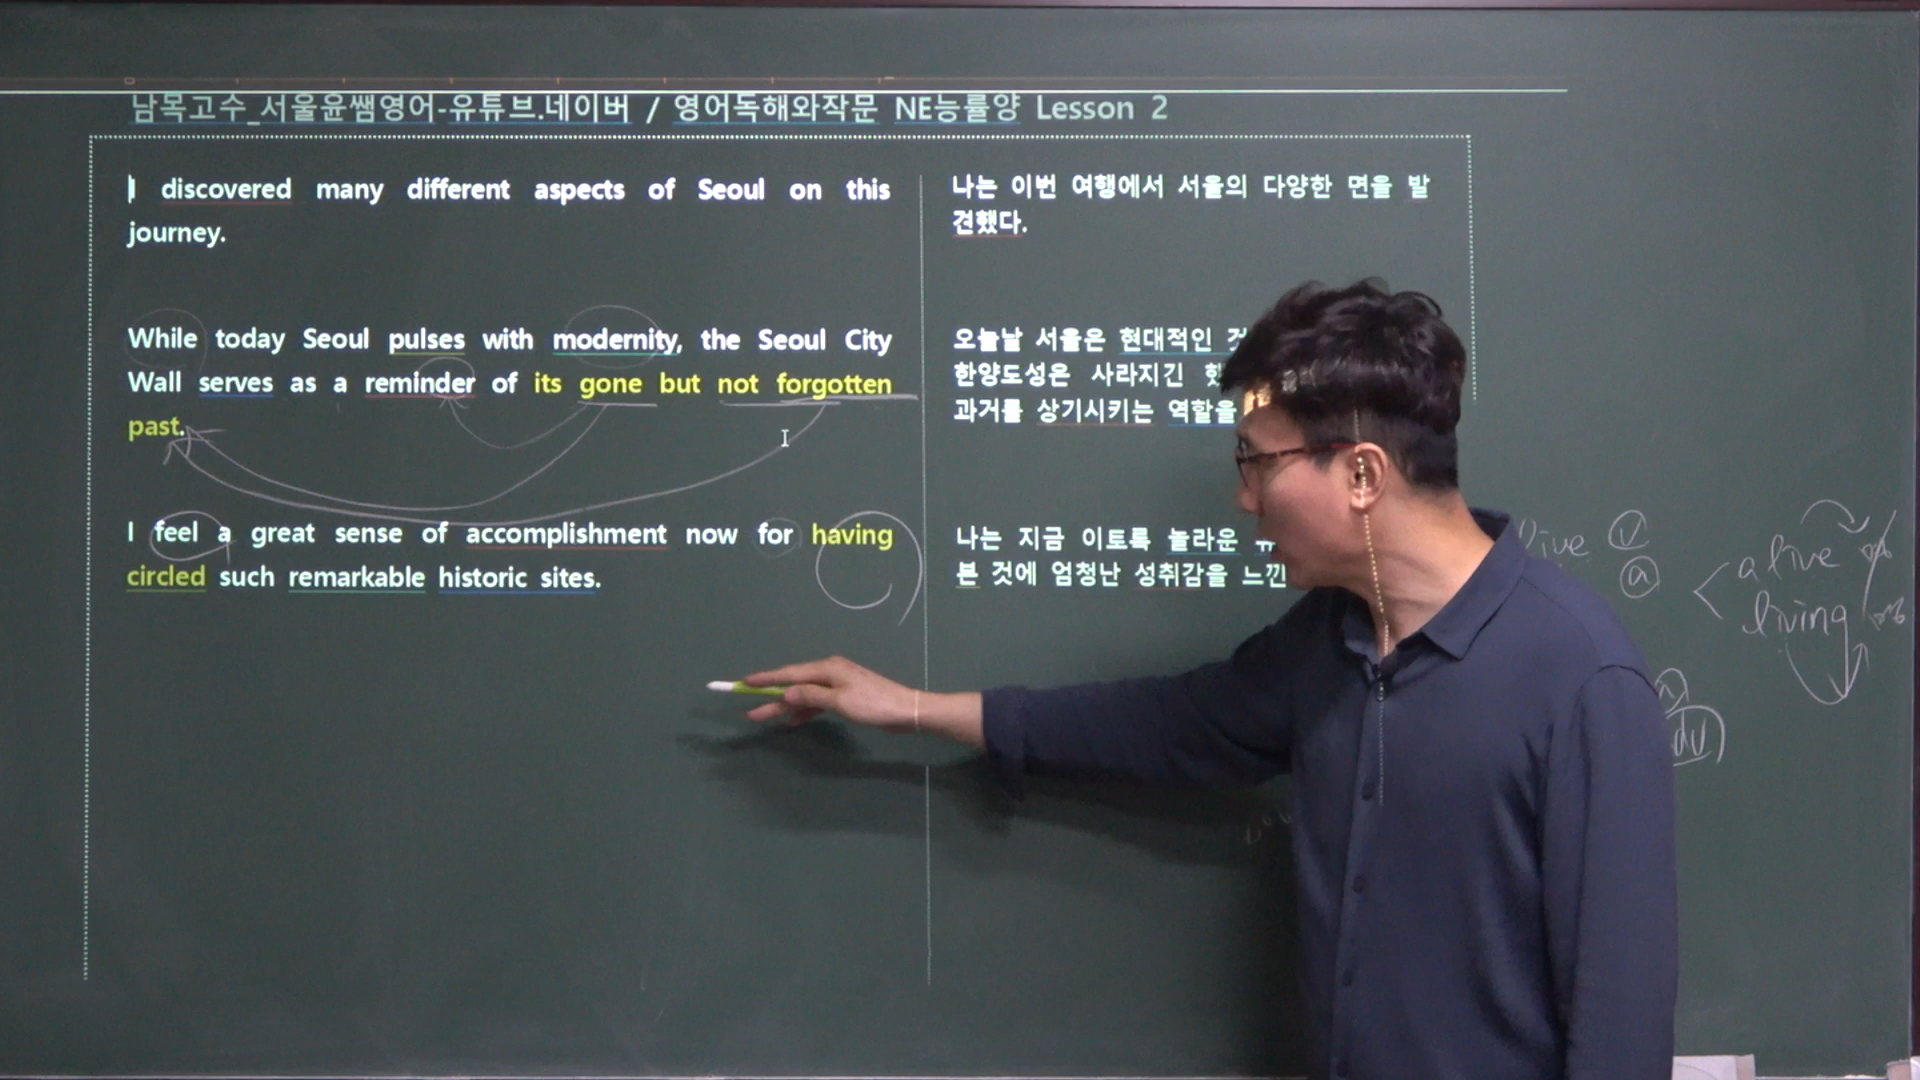 남목고수_서울윤쌤영어-유튜브.네이버 / 영어독해와작문 NE능률양 Lesson 2
I discovered many different aspects of Seoul on this
journey.
나는 이번 여행에서 서울의 다양한 면을 발
견했다.
While today Seoul pulses with modernity, the Seoul City
Wall serves as a reminder of its gone but not forgotten
past.
오늘날 서울은 현대적인
한양도성은 사라지긴
과거를 상기시키는 역할을
I feel a great sense of accomplishment now for having
circled such remarkable historic sites.
나는 지금 이토록 놀라운
본 것에 엄청난 성취감을 느낀
live v
a
alive
living